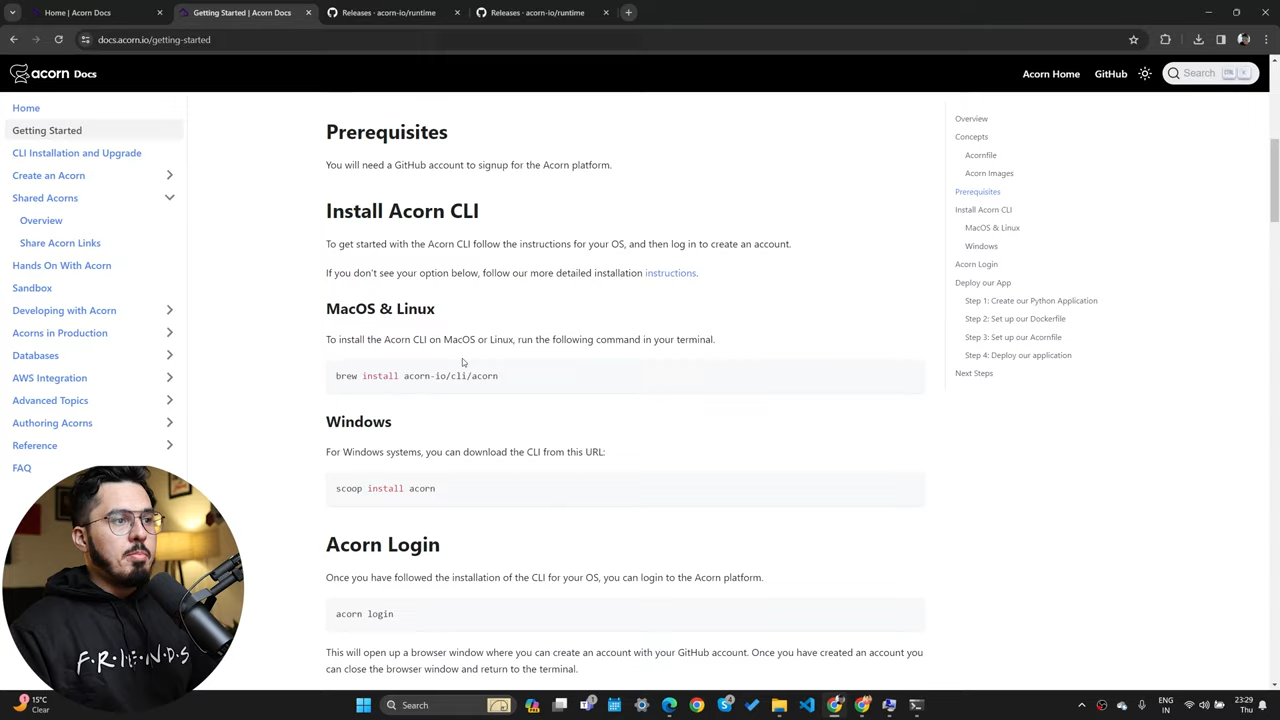 Home | Acorn Docs
Getting Started | Acorn Docs
Releases · acorn-io/runtime
Releases · acorn-io/runtime
docs.acorn.io/getting-started
acorn Docs
Acorn Home
GitHub
Search
Home
Getting Started
CLI Installation and Upgrade
Create an Acorn
Shared Acorns
Overview
Share Acorn Links
Hands On With Acorn
Sandbox
Developing with Acorn
Acorns in Production
Databases
AWS Integration
Advanced Topics
Authoring Acorns
Reference
FAQ
Prerequisites
You will need a GitHub account to signup for the Acorn platform.
Install Acorn CLI
To get started with the Acorn CLI follow the instructions for your OS, and then log in to create an account.
If you don't see your option below, follow our more detailed installation instructions.
MacOS & Linux
To install the Acorn CLI on MacOS or Linux, run the following command in your terminal.
brew install acorn-io/cli/acorn
Windows
For Windows systems, you can download the CLI from this URL:
scoop install acorn
Acorn Login
Once you have followed the installation of the CLI for your OS, you can login to the Acorn platform.
acorn login
This will open up a browser window where you can create an account with your GitHub account. Once you have created an account you
can close the browser window and return to the terminal.
Overview
Concepts
Acornfile
Acorn Images
Prerequisites
Install Acorn CLI
MacOS & Linux
Windows
Acorn Login
Deploy our App
Step 1: Create our Python Application
Step 2: Set up our Dockerfile
Step 3: Set up our Acornfile
Step 4: Deploy our application
Next Steps
F·R·I·E·N·D·S
15°C
Clear
Search
ENG
IN
23:29
Thu